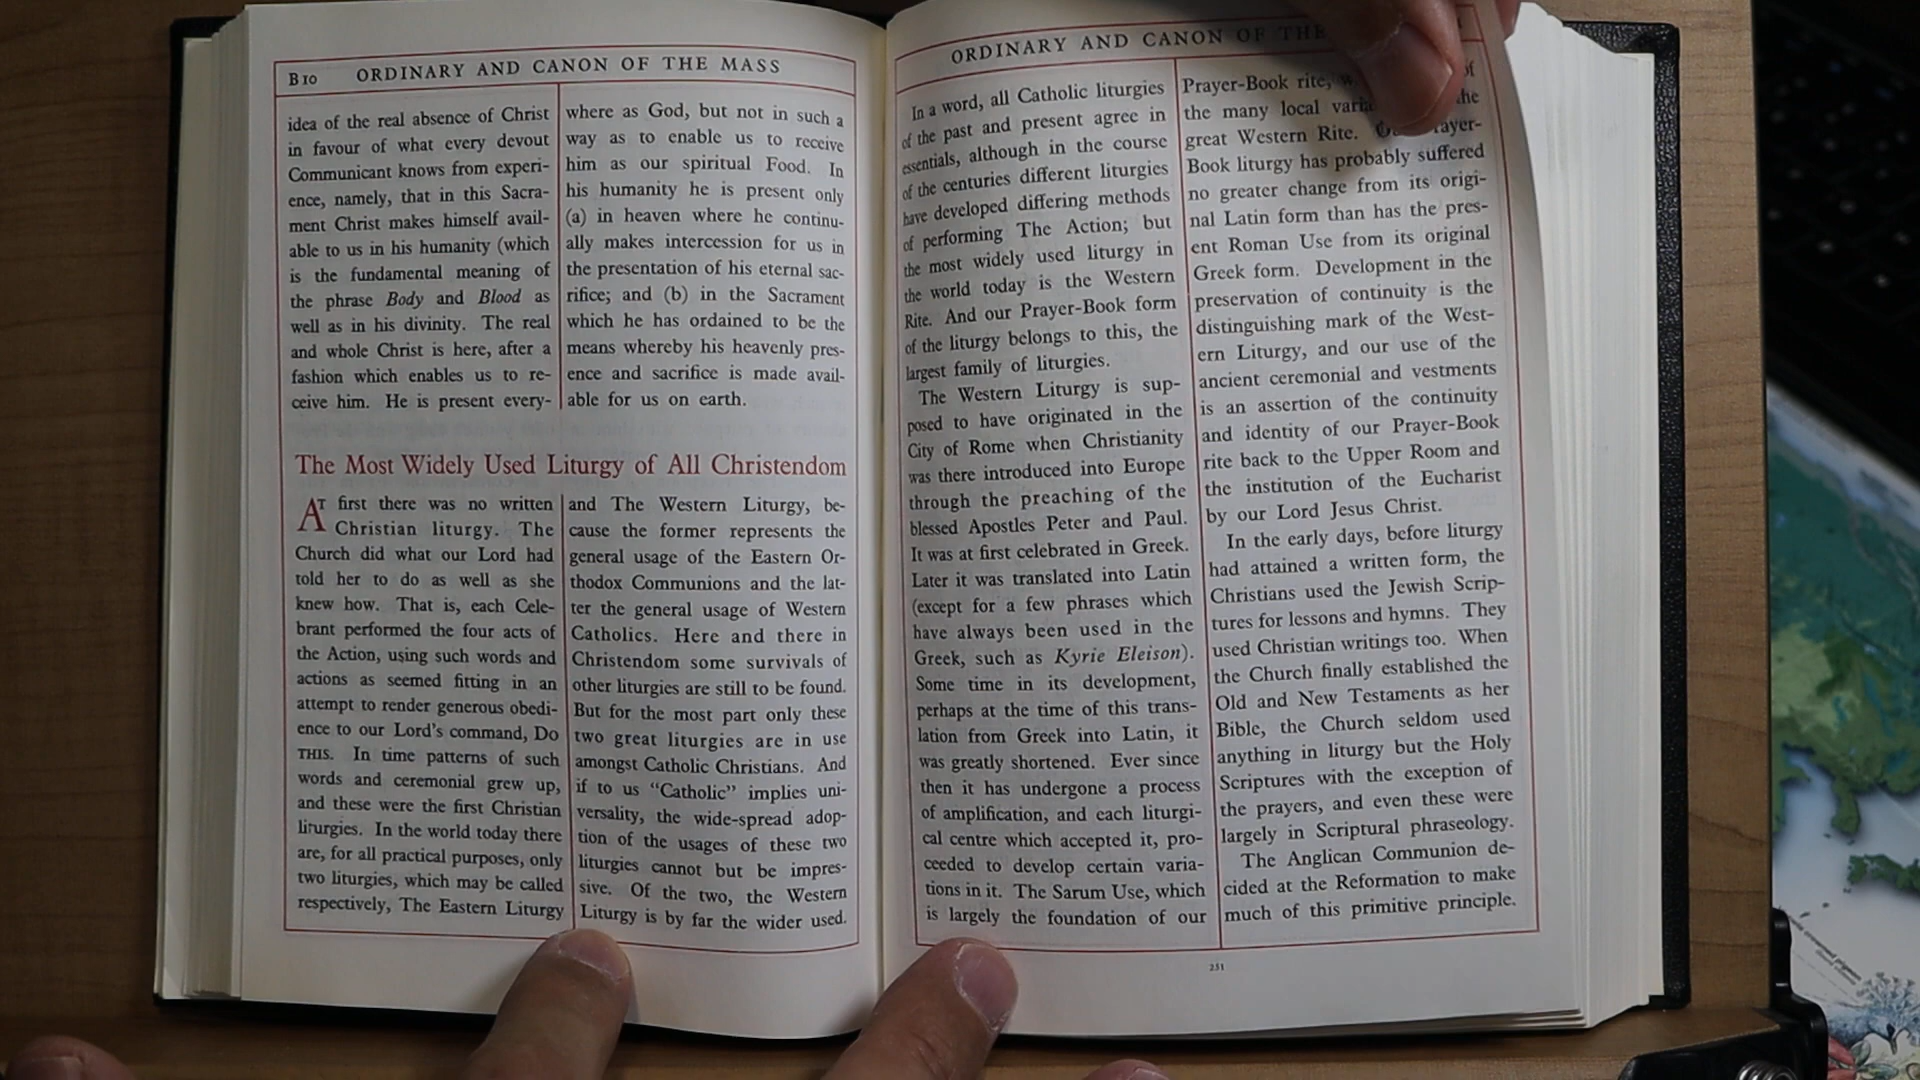 B 10 ORDINARY AND CANON OF THE MASS
idea of the real absence of Christ
in favour of what every devout
Communicant knows from experi-
ence, namely, that in this Sacra-
ment Christ makes himself avail-
able to us in his humanity (which
is the fundamental meaning of
the phrase Body and Blood as
well as in his divinity. The real
and whole Christ is here, after a
fashion which enables us to re-
ceive him. He is present every-
where as God, but not in such a
way as to enable us to receive
him as our spiritual Food. In
his humanity he is present only
(a) in heaven where he continu-
ally makes intercession for us in
the presentation of his eternal sac-
rifice; and (b) in the Sacrament
which he has ordained to be the
means whereby his heavenly pres-
ence and sacrifice is made avail-
able for us on earth.
The Most Widely Used Liturgy of All Christendom
AT first there was no written
Christian liturgy. The
Church did what our Lord had
told her to do as well as she
knew how. That is, each Cele-
brant performed the four acts of
the Action, using such words and
actions as seemed fitting in an
attempt to render generous obedi-
ence to our Lord's command, DO
THIS. In time patterns of such
words and ceremonial grew up,
and these were the first Christian
liturgies. In the world today there
are, for all practical purposes, only
two liturgies, which may be called
respectively, The Eastern Liturgy
and The Western Liturgy, be-
cause the former represents the
general usage of the Eastern Or-
thodox Communions and the lat-
ter the general usage of Western
Catholics. Here and there in
Christendom some survivals of
other liturgies are still to be found.
But for the most part only these
two great liturgies are in use
amongst Catholic Christians. And
if to us “Catholic” implies uni-
versality, the wide-spread adop-
tion of the usages of these two
liturgies cannot but be impres-
sive. Of the two, the Western
Liturgy is by far the wider used.
ORDINARY AND CANON OF THE
In a word, all Catholic liturgies
of the past and present agree in
essentials, although in the course
of the centuries different liturgies
have developed differing methods
of performing The Action; but
the most widely used liturgy in
the world today is the Western
Rite. And our Prayer-Book form
of the liturgy belongs to this, the
largest family of liturgies.
The Western Liturgy is sup-
posed to have originated in the
City of Rome when Christianity
was there introduced into Europe
through the preaching of the
blessed Apostles Peter and Paul.
It was at first celebrated in Greek.
Later it was translated into Latin
(except for a few phrases which
have always been used in the
Greek, such as Kyrie Eleison).
Some time in its development,
perhaps at the time of this trans-
lation from Greek into Latin, it
was greatly shortened. Ever since
then it has undergone a process
of amplification, and each liturgi-
cal centre which accepted it, pro-
ceeded to develop certain varia-
tions in it. The Sarum Use, which
is largely the foundation of our
Prayer-Book rite, of
the many local the
great Western Rite.
Book liturgy has probably suffered
no greater change from its origi-
nal Latin form than has the pres-
ent Roman Use from its original
Greek form. Development in the
preservation of continuity is the
distinguishing mark of the West-
ern Liturgy, and our use of the
ancient ceremonial and vestments
is an assertion of the continuity
and identity of our Prayer-Book
rite back to the Upper Room and
the institution of the Eucharist
by our Lord Jesus Christ.
In the early days, before liturgy
had attained a written form, the
Christians used the Jewish Scrip-
tures for lessons and hymns. They
used Christian writings too. When
the Church finally established the
Old and New Testaments as her
Bible, the Church seldom used
anything in liturgy but the Holy
Scriptures with the exception of
the prayers, and even these were
largely in Scriptural phraseology.
The Anglican Communion de-
cided at the Reformation to make
much of this primitive principle.
251